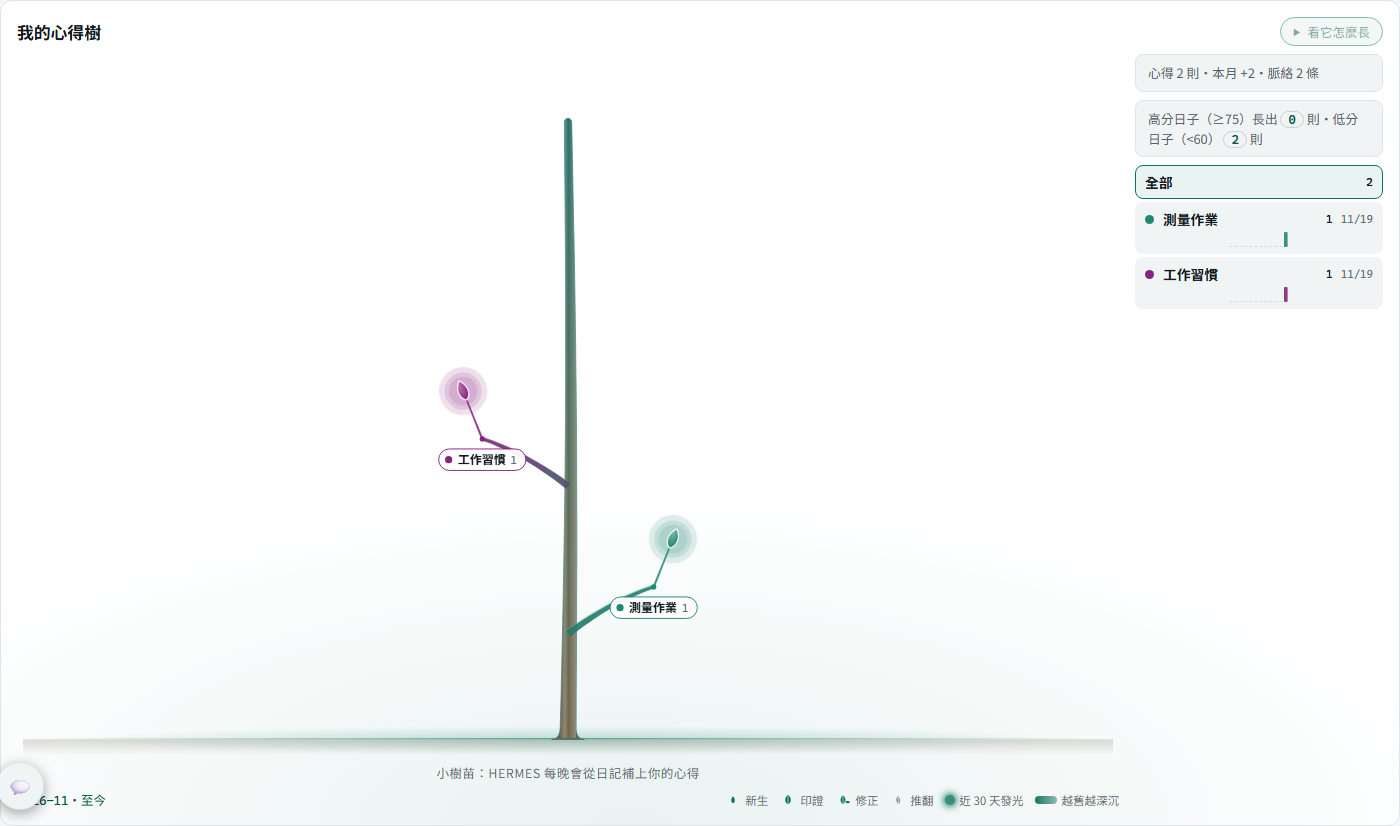 我的心得樹
看它怎麼長
心得 2 則・本月 +2・脈絡 2 條
高分日子（≥75）長出 0 則・低分
日子（<60） 2 則
全部 2
測量作業 1 11/19
工作習慣 1 11/19
工作習慣 1
測量作業 1
小樹苗：HERMES 每晚會從日記補上你的心得
6-11・至今
新生 印證 修正 推翻 近 30 天發光 越舊越深沉